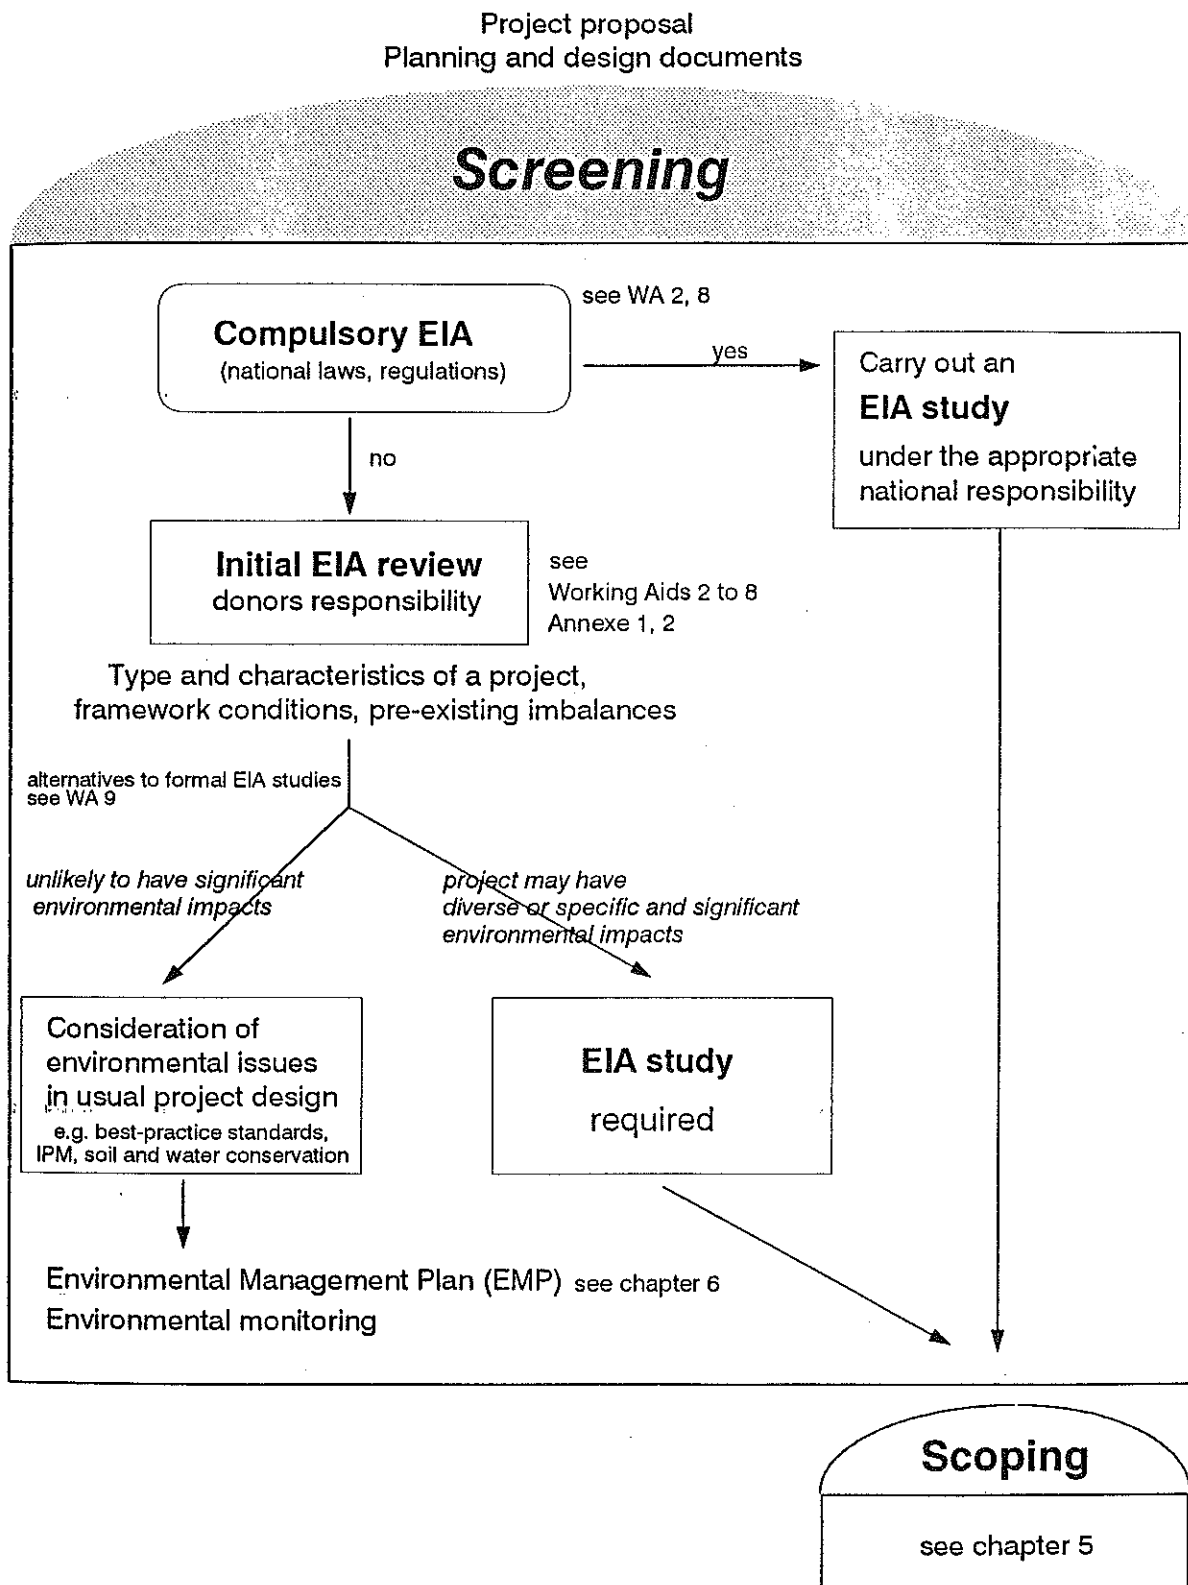 Project proposal
Planning and design documents
Screening
Compulsory EIA
(national laws, regulations)
see WA 2, 8
yes
Carry out an
EIA study
under the appropriate
national responsibility
no
Initial EIA review
donors responsibility
see
Working Aids 2 to 8
Annexe 1, 2
Type and characteristics of a project,
framework conditions, pre-existing imbalances
alternatives to formal EIA studies
see WA 9
unlikely to have significant
environmental impacts
project may have
diverse or specific and significant
environmental impacts
Consideration of
environmental issues
in usual project design
e.g. best-practice standards,
IPM, soil and water conservation
EIA study
required
Environmental Management Plan (EMP) see chapter 6
Environmental monitoring
Scoping
see chapter 5